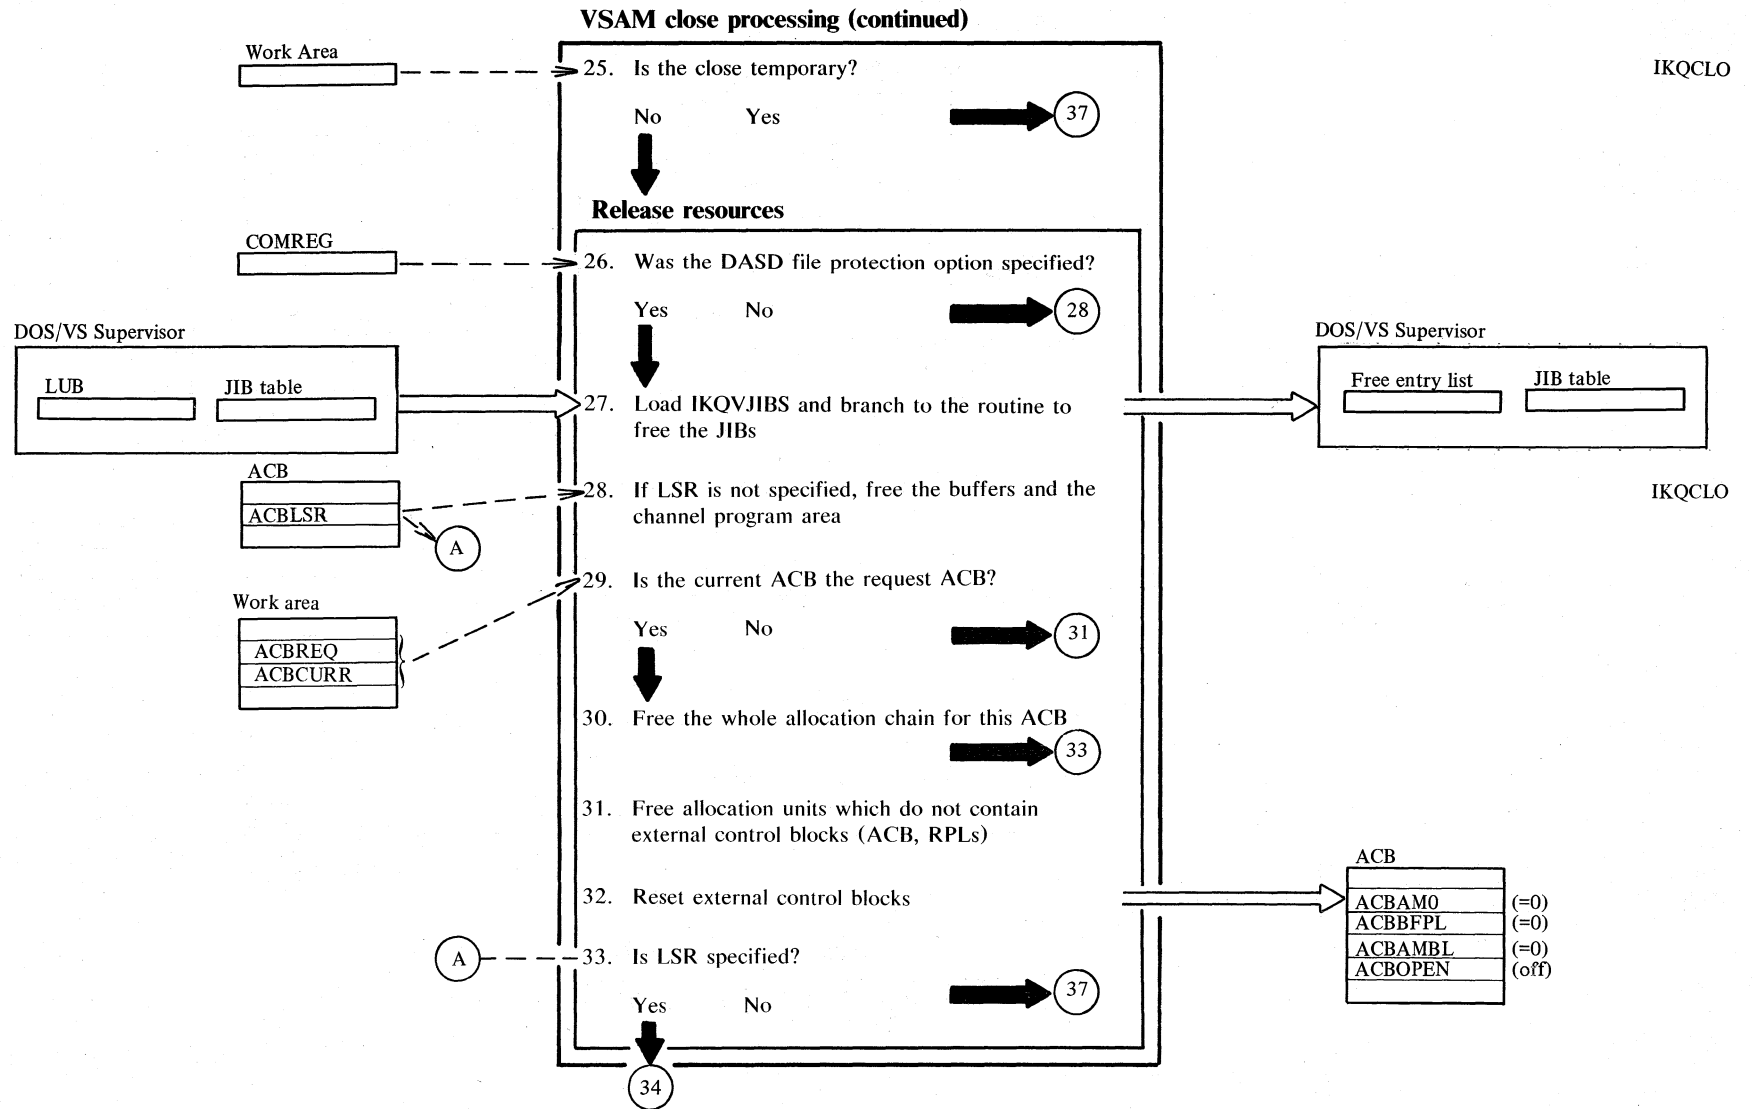 VSAM close processing (continued)
Work Area
25. Is the close temporary?
IKQCLO
No Yes
37
Release resources
COMREG
26. Was the DASD file protection option specified?
Yes No
28
DOS/VS Supervisor
LUB
JIB table
27. Load IKQVJIBS and branch to the routine to
free the JIBs
DOS/VS Supervisor
Free entry list
JIB table
ACB
ACBLSR
A
28. If LSR is not specified, free the buffers and the
channel program area
IKQCLO
29. Is the current ACB the request ACB?
Work area
ACBREQ
ACBCURR
Yes No
31
30. Free the whole allocation chain for this ACB
33
31. Free allocation units which do not contain
external control blocks (ACB, RPLs)
32. Reset external control blocks
ACB
ACBAM0 (=0)
ACBBFPL (=0)
ACBAMBL (=0)
ACBOPEN (off)
A
33. Is LSR specified?
Yes No
37
34